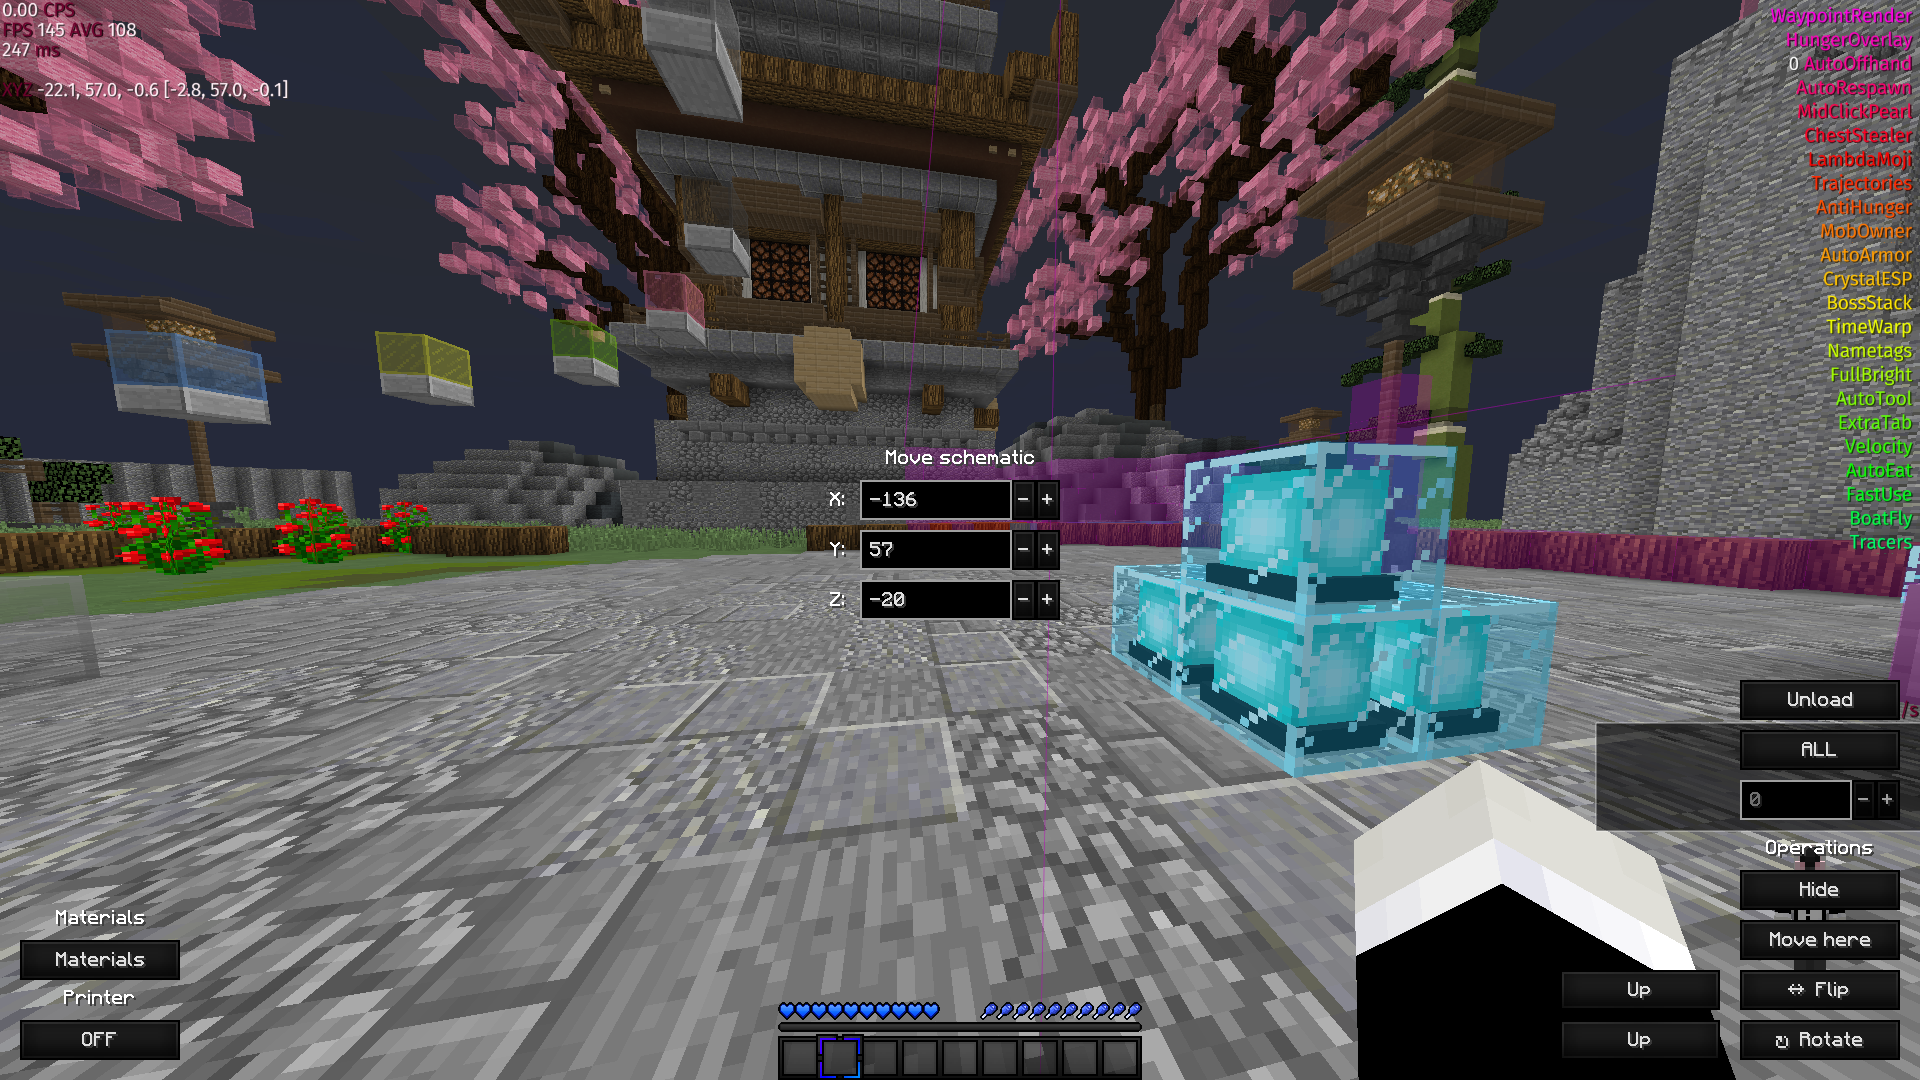 0.00 CPS
FPS 145 AVG 108
247 ms
XYZ -22.1, 57.0, -0.6 [-2.8, 57.0, -0.1]
WaypointRender
HungerOverlay
0 AutoOffhand
AutoRespawn
MidClickPearl
ChestStealer
LambdaMoji
Trajectories
AntiHunger
MobOwner
AutoArmor
CrystalESP
BossStack
TimeWarp
Nametags
FullBright
AutoTool
ExtraTab
Velocity
AutoEat
FastUse
BoatFly
Tracers
Move schematic
X: -136 - +
Y: 57 - +
Z: -20 - +
Unload
ALL
0 - +
Operations
Hide
Move here
Flip
Rotate
Up
Up
Materials
Materials
Printer
OFF